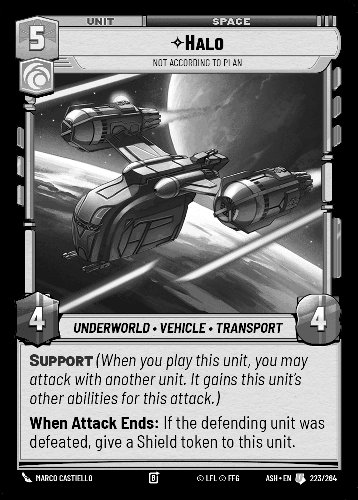 UNIT
SPACE
5
✧HALO
NOT ACCORDING TO PLAN
4
UNDERWORLD • VEHICLE • TRANSPORT
4
SUPPORT (When you play this unit, you may
attack with another unit. It gains this unit's
other abilities for this attack.)
When Attack Ends: If the defending unit was
defeated, give a Shield token to this unit.
MARCO CASTIELLO
© LFL © FFG
ASH • EN
223/264